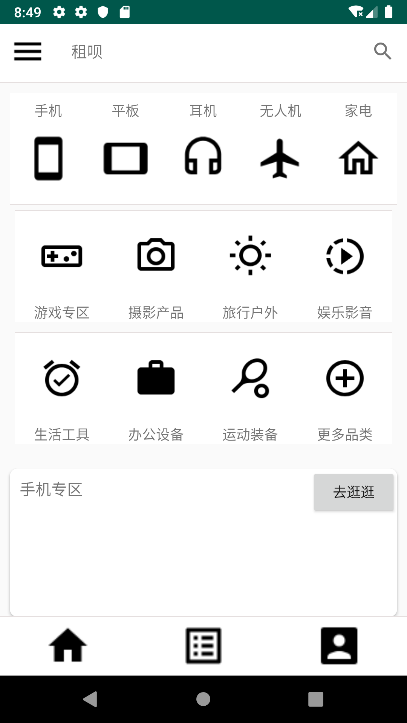 8:49
租呗
手机 平板 耳机 无人机 家电
游戏专区 摄影产品 旅行户外 娱乐影音
生活工具 办公设备 运动装备 更多品类
手机专区 去逛逛